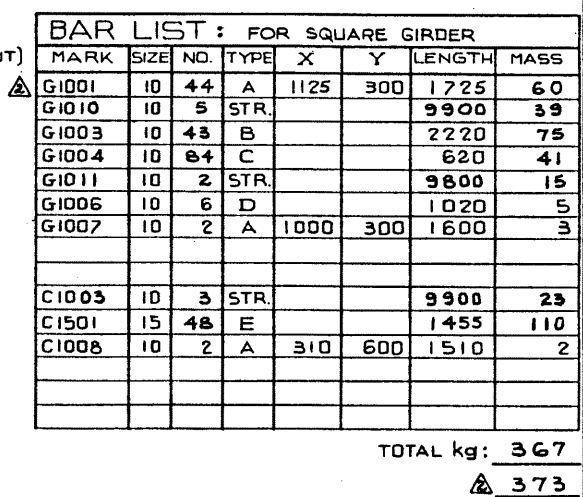 BAR LIST: FOR SQUARE GIRDER
MARK SIZE NO. TYPE X Y LENGTH MASS
2 G1001 10 44 A 1125 300 1725 60
G1010 10 5 STR. 9900 39
G1003 10 43 B 2220 75
G1004 10 84 C 620 41
G1011 10 2 STR. 9800 15
G1006 10 6 D 1020 5
G1007 10 2 A 1000 300 1600 3
C1003 10 3 STR. 9900 23
C1501 15 48 E 1455 110
C1008 10 2 A 310 600 1510 2
TOTAL kg: 367
2 373